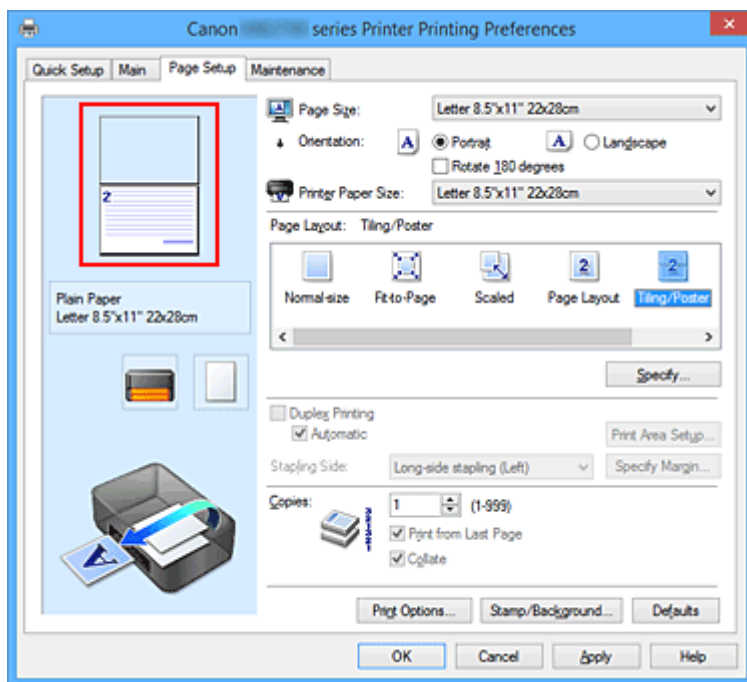 Canon series Printer Printing Preferences
Quick Setup Main Page Setup Maintenance
2
Plain Paper
Letter 8.5"x11" 22x28cm
Page Size: Letter 8.5"x11" 22x28cm
Orientation: A Portrait A Landscape
Rotate 180 degrees
Printer Paper Size: Letter 8.5"x11" 22x28cm
Page Layout: Tiling/Poster
2 2
Normal-size Fit-to-Page Scaled Page Layout Tiling/Poster
Specify...
Duplex Printing
Automatic Print Area Setup...
Stapling Side: Long-side stapling (Left) Specify Margin...
Copies: 1 (1-999)
Print from Last Page
Collate
A
Print Options... Stamp/Background... Defaults
OK Cancel Apply Help